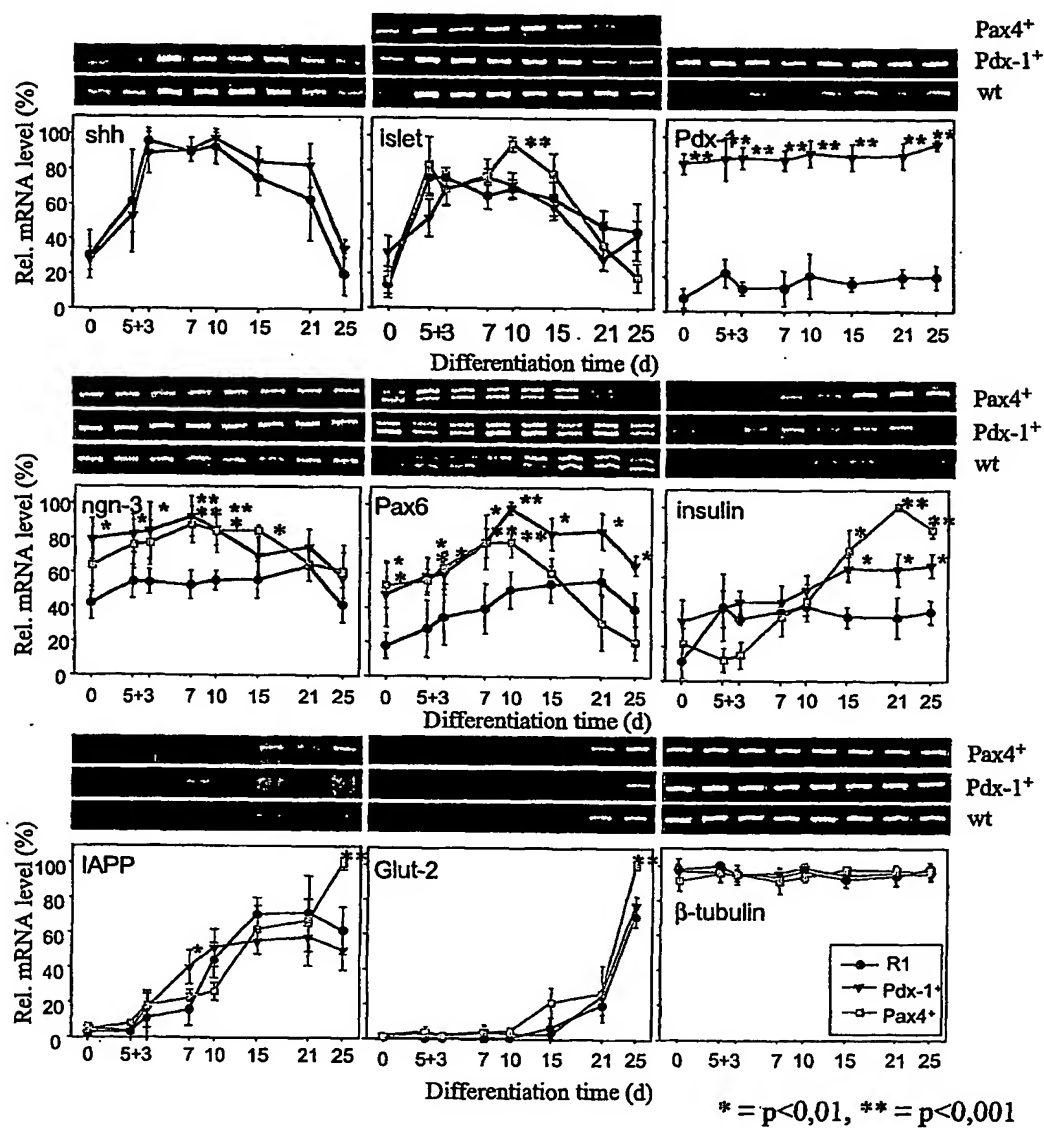 Pax4+
Pdx-1+
wt
Rel. mRNA level (%)
100
80
60
40
20
0
shh
islet
**
Pdx-1
** ** ** ** ** ** ** **
0 5+3 7 10 15 21 25
0 5+3 7 10 15 21 25
0 5+3 7 10 15 21 25
Differentiation time (d)
Pax4+
Pdx-1+
wt
Rel. mRNA level (%)
100
80
60
40
20
0
ngn-3
* * * ** ** ** * *
Pax6
* * * * * * ** ** ** * * *
insulin
* * ** * ** *
0 5+3 7 10 15 21 25
0 5+3 7 10 15 21 25
0 5+3 7 10 15 21 25
Differentiation time (d)
Pax4+
Pdx-1+
wt
Rel. mRNA level (%)
100
80
60
40
20
0
IAPP
* **
Glut-2
**
β-tubulin
R1
Pdx-1+
Pax4+
0 5+3 7 10 15 21 25
0 5+3 7 10 15 21 25
0 5+3 7 10 15 21 25
Differentiation time (d)
* = p<0,01, ** = p<0,001